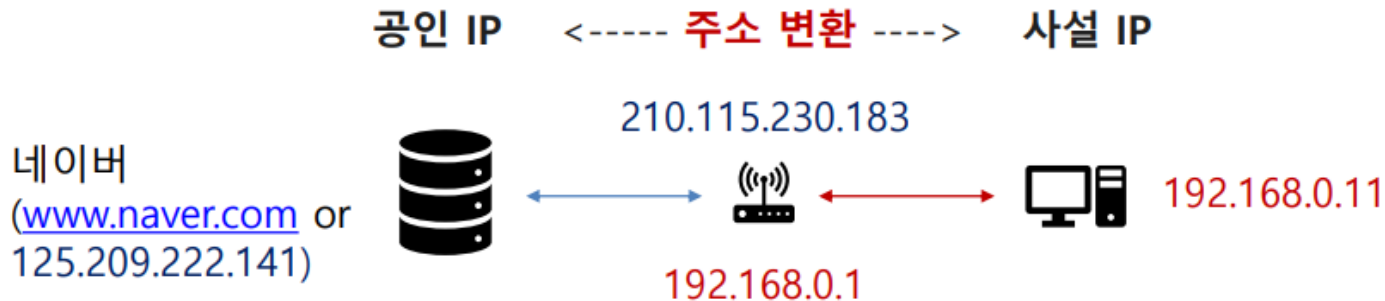 공인 IP <----- 주소 변환 ----> 사설 IP
210.115.230.183
네이버
(www.naver.com or
125.209.222.141)
192.168.0.11
192.168.0.1